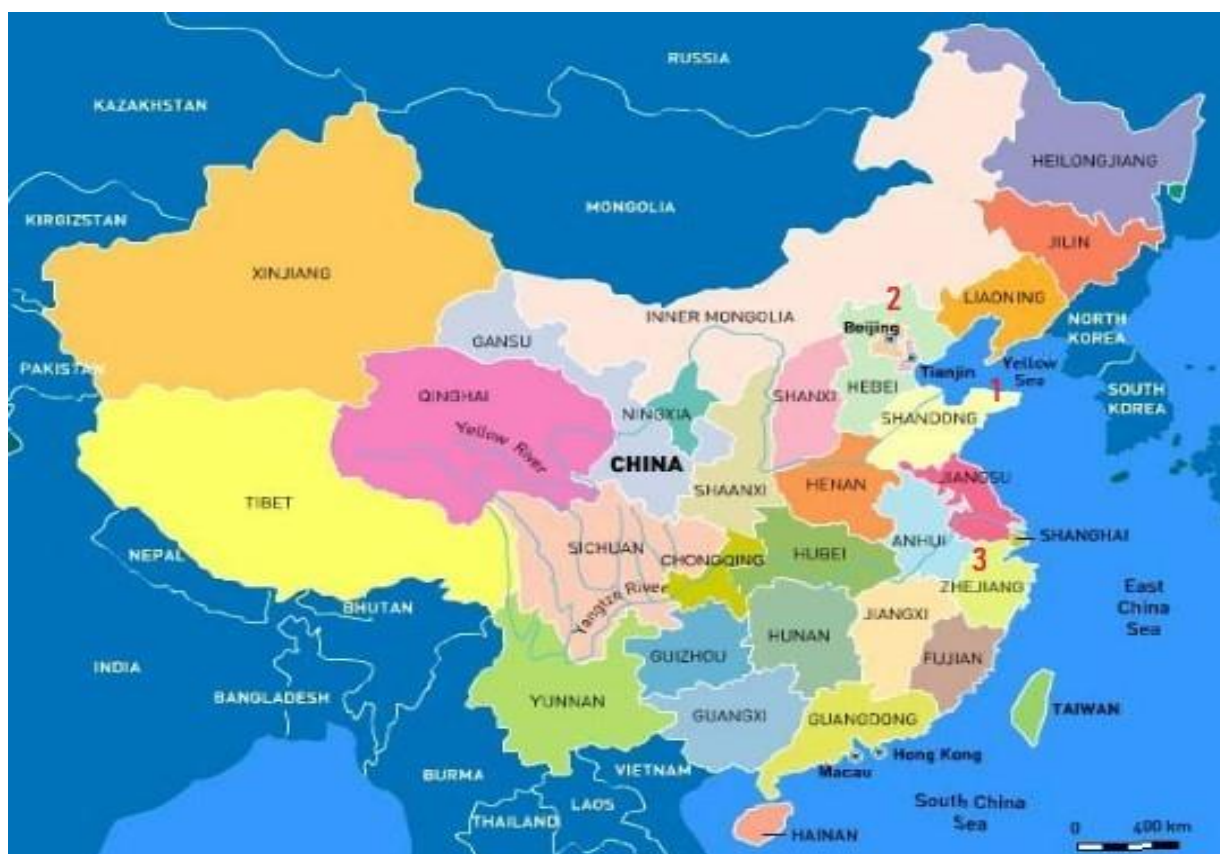 RUSSIA
KAZAKHSTAN
HEILONGJIANG
MONGOLIA
KIRGIZSTAN
JILIN
XINJIANG
2
LIAONING
INNER MONGOLIA
NORTH
KOREA
Beijing
GANSU
Tianjin
Yellow
Sea
PAKISTAN
QINGHAI
NINGXIA
SHANXI
HEBEI
1
SHANDONG
SOUTH
KOREA
Yellow River
CHINA
SHAANXI
HENAN
JIANGSU
TIBET
SHANGHAI
NEPAL
SICHUAN
CHONGQING
HUBEI
ANHUI
3
ZHEJIANG
Yangtze River
BHUTAN
East
China
Sea
JIANGXI
HUNAN
INDIA
GUIZHOU
FUJIAN
BANGLADESH
YUNNAN
GUANGXI
GUANGDONG
TAIWAN
Hong Kong
Macau
BURMA
VIETNAM
LAOS
South China
Sea
THAILAND
HAINAN
0 400 km